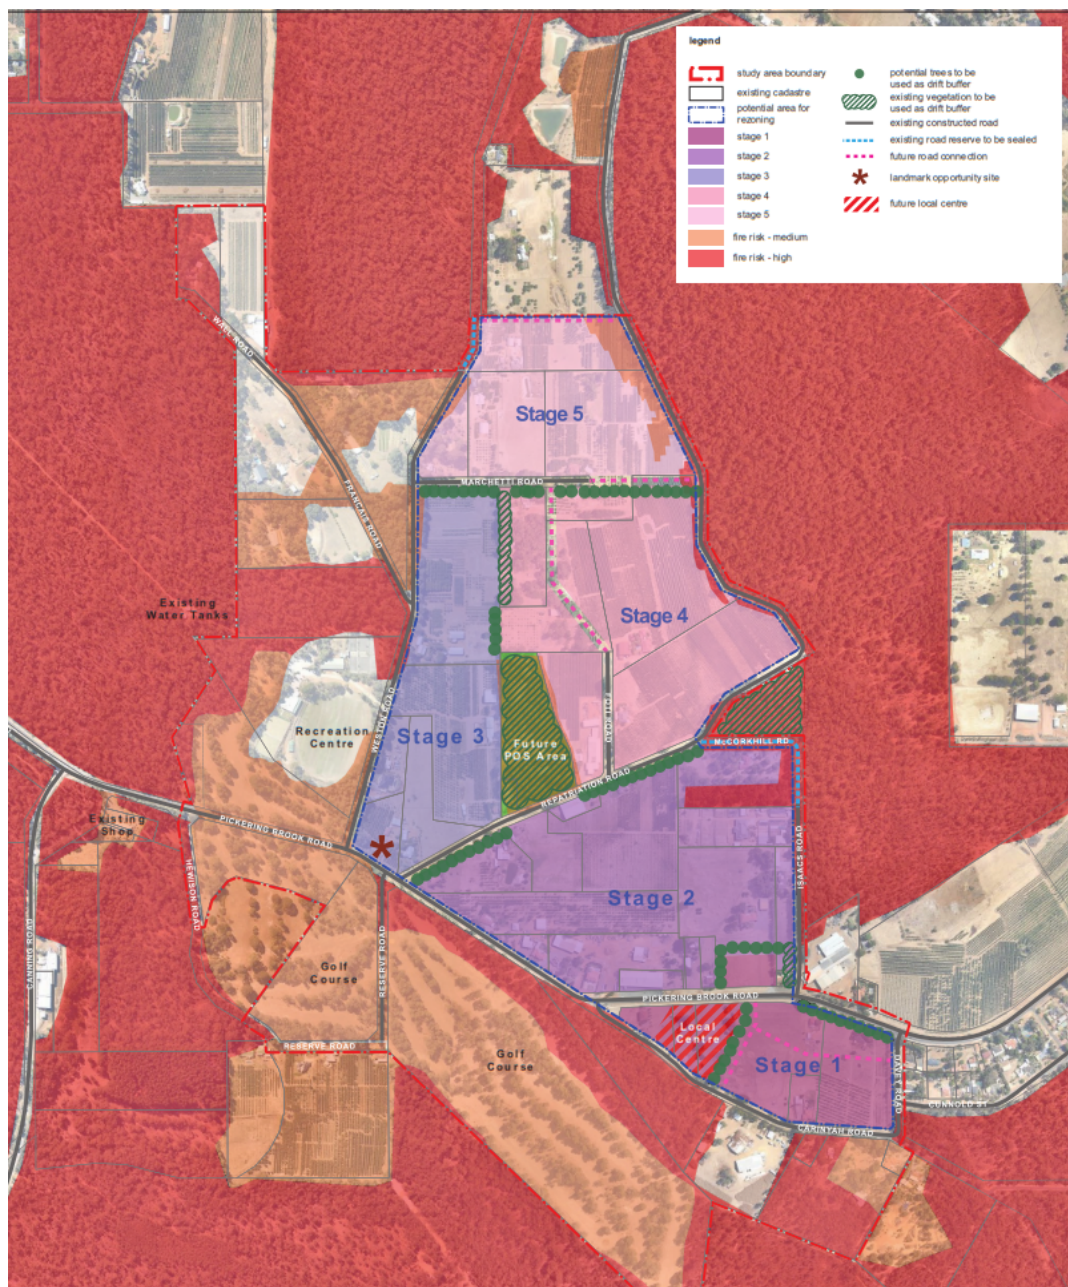 legend
study area boundary
existing cadastre
potential area for
rezoning
stage 1
stage 2
stage 3
stage 4
stage 5
fire risk - medium
fire risk - high
potential trees to be
used as drift buffer
existing vegetation to be
used as drift buffer
existing constructed road
existing road reserve to be sealed
future road connection
landmark opportunity site
future local centre
WALL ROAD
FRANCAIS ROAD
Stage 5
MARCHETTI ROAD
Existing
Water Tanks
Stage 4
Recreation
Centre
WESTON ROAD
Stage 3
Future
POS Area
FOTI ROAD
McCORKHILL RD
REPATRIATION ROAD
Existing
Shop
PICKERING BROOK ROAD
HEWISON ROAD
CANNING ROAD
ISAACS ROAD
Stage 2
Golf
Course
RESERVE ROAD
RESERVE ROAD
PICKERING BROOK ROAD
Local
Centre
Golf
Course
Stage 1
DAVEY ROAD
CUNNOLD ST
CARINYAH ROAD